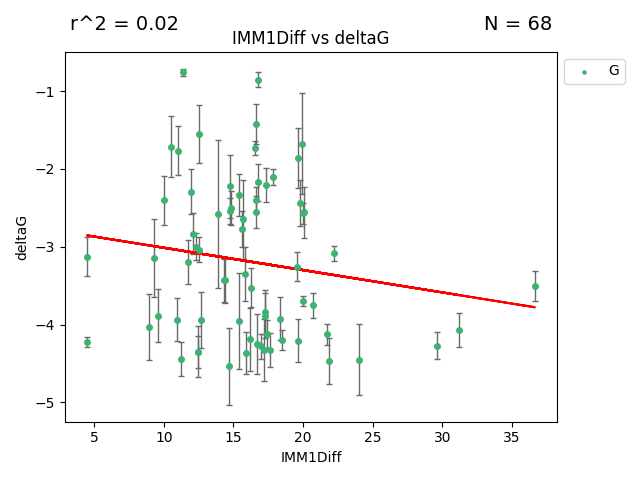 r^2 = 0.02
N = 68
IMM1Diff vs deltaG
G
−1
−2
−3
−4
−5
deltaG
5 10 15 20 25 30 35
IMM1Diff